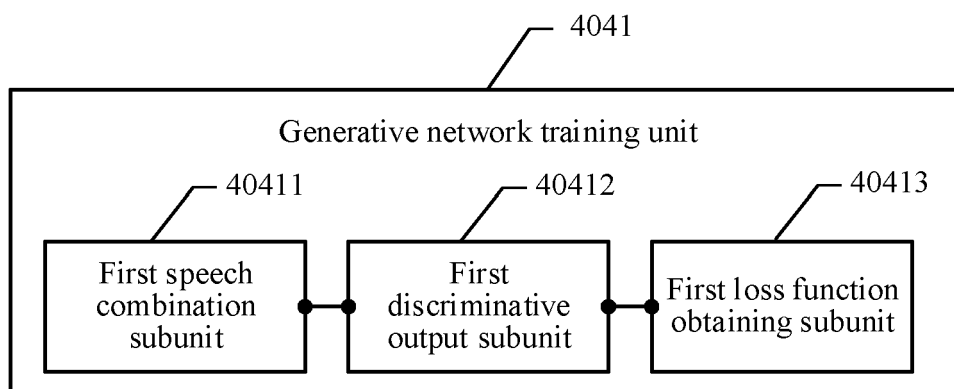 4041
Generative network training unit
40411
40412
40413
First speech
combination
subunit
First
discriminative
output subunit
First loss function
obtaining subunit